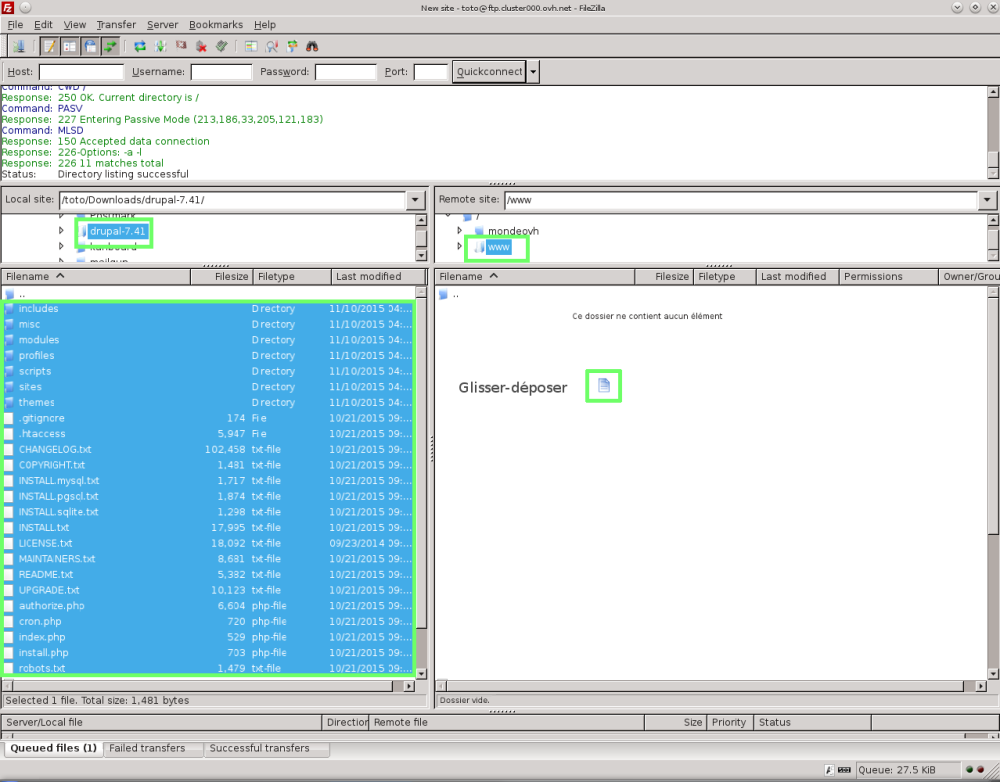 New site - toto@ftp.cluster000.ovh.net - FileZilla
File Edit View Transfer Server Bookmarks Help
Host: Username: Password: Port: Quickconnect
Command: CWD /
Response: 250 OK. Current directory is /
Command: PASV
Response: 227 Entering Passive Mode (213,186,33,205,121,183)
Command: MLSD
Response: 150 Accepted data connection
Response: 226-Options: -a -l
Response: 226 11 matches total
Status: Directory listing successful
Local site: /toto/Downloads/drupal-7.41/
Remote site: /www
Postmark
drupal-7.41
kanboard
mailgun
/
mondeovh
www
Filename Filesize Filetype Last modified
..
includes Directory 11/10/2015 04:...
misc Directory 11/10/2015 04:...
modules Directory 11/10/2015 04:...
profiles Directory 11/10/2015 04:...
scripts Directory 11/10/2015 04:...
sites Directory 11/10/2015 04:...
themes Directory 11/10/2015 04:...
.gitignore 174 File 10/21/2015 09:...
.htaccess 5,947 File 10/21/2015 09:...
CHANGELOG.txt 102,458 txt-file 10/21/2015 09:...
COPYRIGHT.txt 1,481 txt-file 10/21/2015 09:...
INSTALL.mysql.txt 1,717 txt-file 10/21/2015 09:...
INSTALL.pgsql.txt 1,874 txt-file 10/21/2015 09:...
INSTALL.sqlite.txt 1,298 txt-file 10/21/2015 09:...
INSTALL.txt 17,995 txt-file 10/21/2015 09:...
LICENSE.txt 18,092 txt-file 09/23/2014 09:...
MAINTAINERS.txt 8,681 txt-file 10/21/2015 09:...
README.txt 5,382 txt-file 10/21/2015 09:...
UPGRADE.txt 10,123 txt-file 10/21/2015 09:...
authorize.php 6,604 php-file 10/21/2015 09:...
cron.php 720 php-file 10/21/2015 09:...
index.php 529 php-file 10/21/2015 09:...
install.php 703 php-file 10/21/2015 09:...
robots.txt 1,479 txt-file 10/21/2015 09:...
Selected 1 file. Total size: 1,481 bytes
Filename Filesize Filetype Last modified Permissions Owner/Grou
..
Ce dossier ne contient aucun élément
Glisser-déposer
Dossier vide.
Server/Local file Direction Remote file Size Priority Status
Queued files (1) Failed transfers Successful transfers
Queue: 27.5 KiB